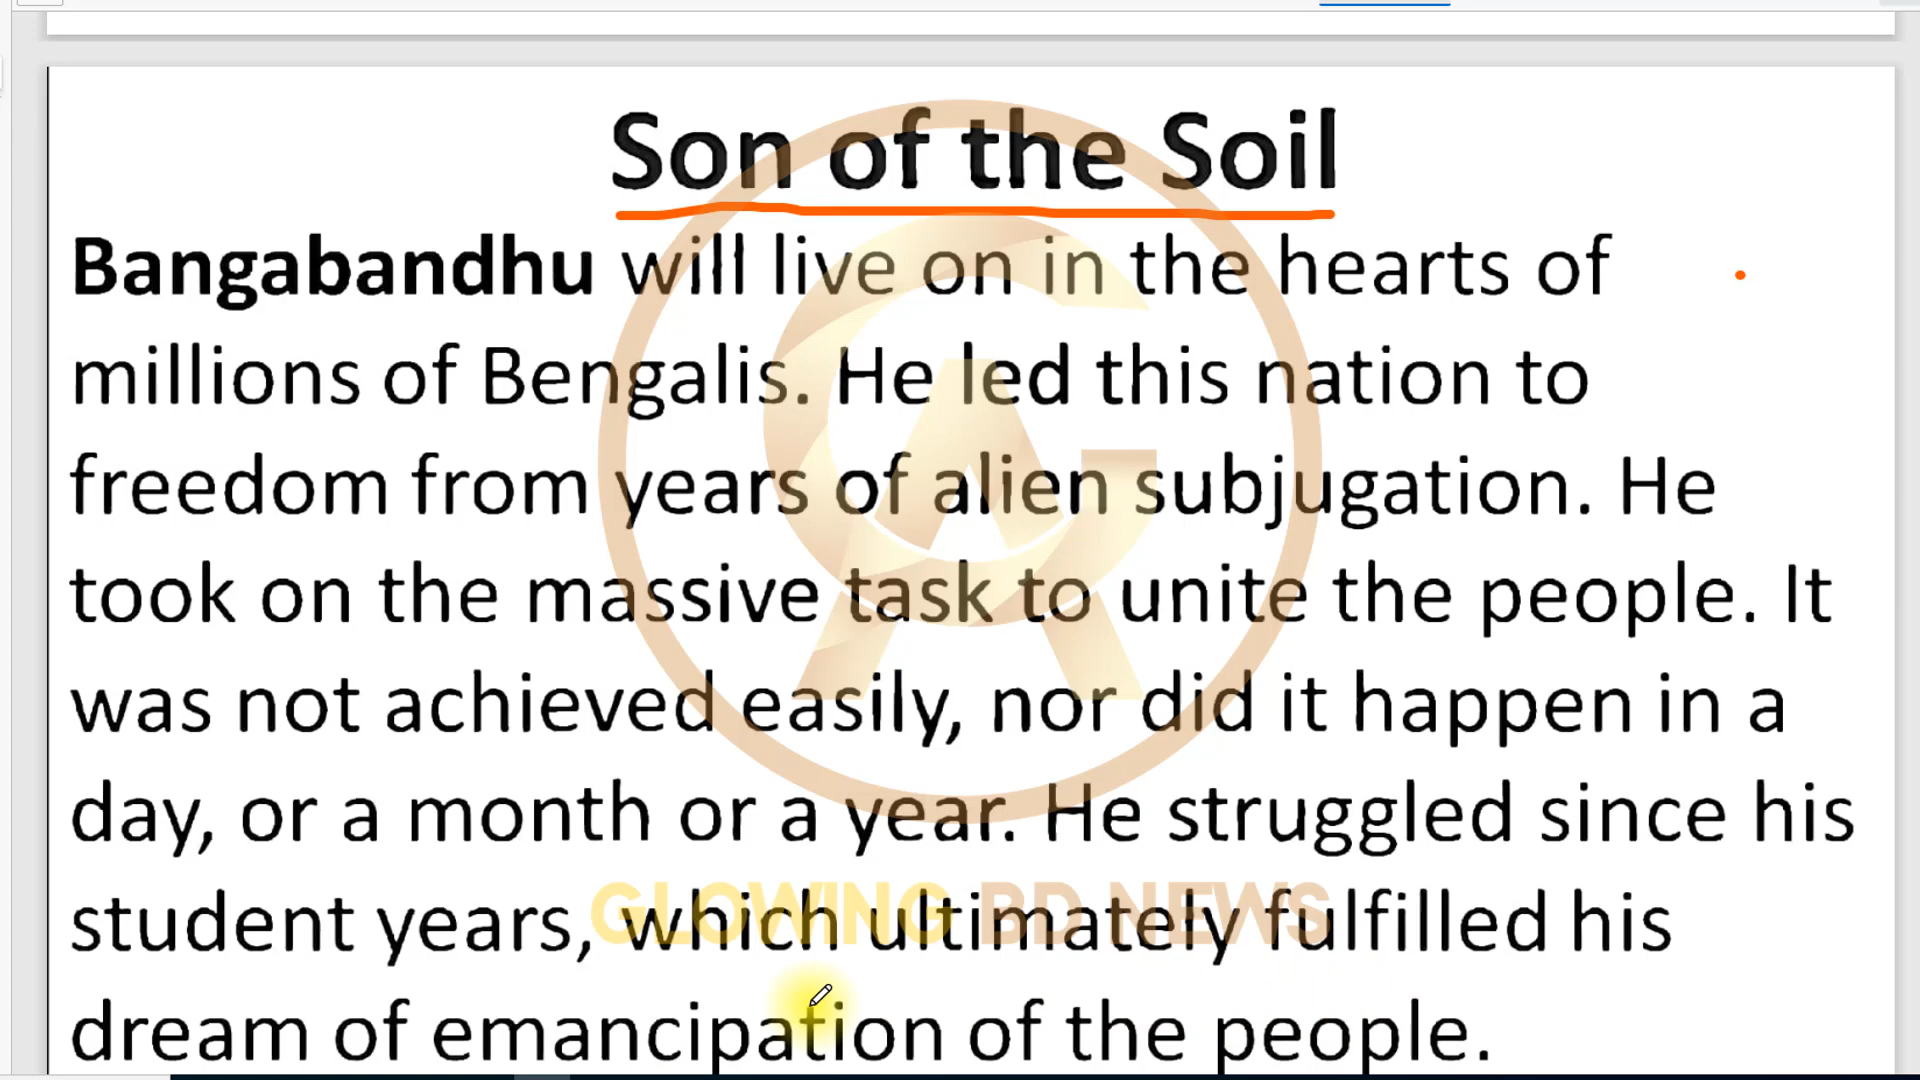 Son of the Soil
Bangabandhu will live on in the hearts of
millions of Bengalis. He led this nation to
freedom from years of alien subjugation. He
took on the massive task to unite the people. It
was not achieved easily, nor did it happen in a
day, or a month or a year. He struggled since his
student years, which ultimately fulfilled his
GLOWING BD NEWS
dream of emancipation of the people.